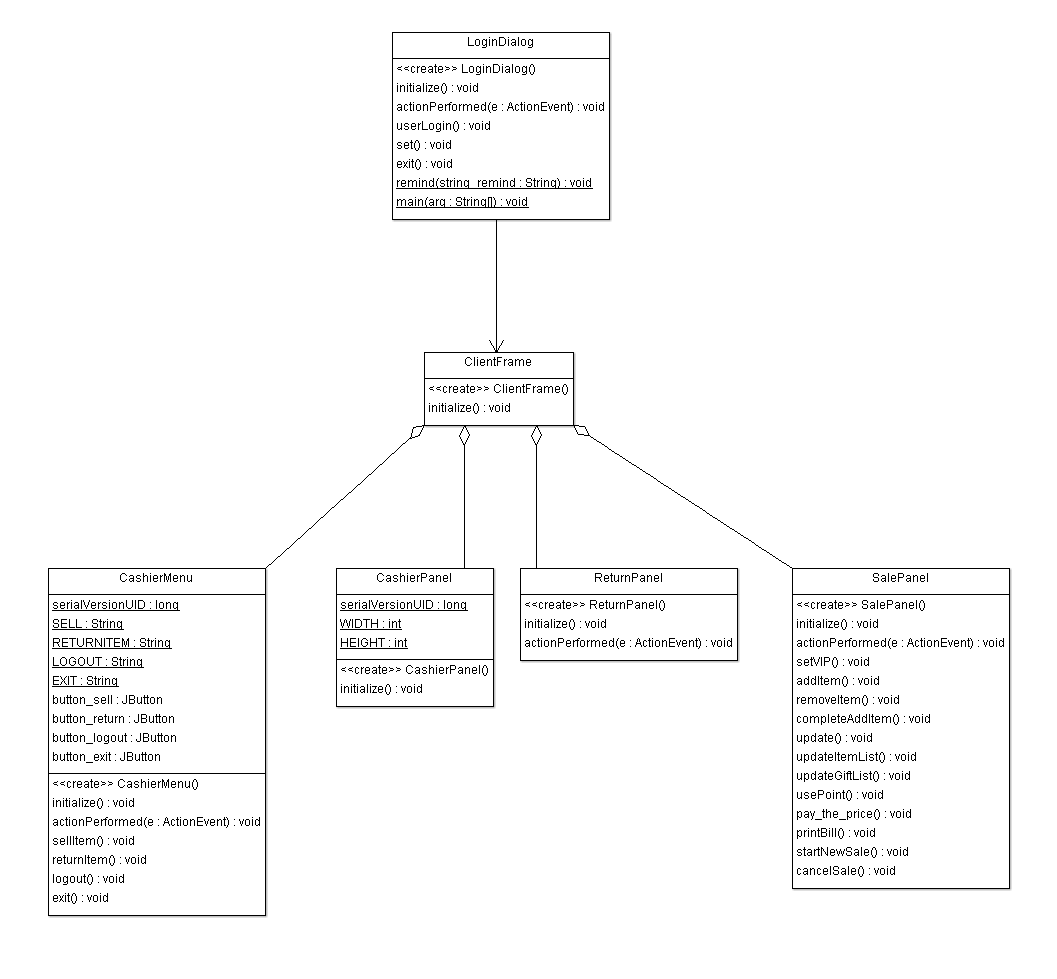 LoginDialog
<<create>> LoginDialog()
initialize() : void
actionPerformed(e : ActionEvent) : void
userLogin() : void
set() : void
exit() : void
remind(string_remind : String) : void
main(arg : String[]) : void
ClientFrame
<<create>> ClientFrame()
initialize() : void
CashierMenu
serialVersionUID : long
SELL : String
RETURNITEM : String
LOGOUT : String
EXIT : String
button_sell : JButton
button_return : JButton
button_logout : JButton
button_exit : JButton
<<create>> CashierMenu()
initialize() : void
actionPerformed(e : ActionEvent) : void
sellItem() : void
returnItem() : void
logout() : void
exit() : void
CashierPanel
serialVersionUID : long
WIDTH : int
HEIGHT : int
<<create>> CashierPanel()
initialize() : void
ReturnPanel
<<create>> ReturnPanel()
initialize() : void
actionPerformed(e : ActionEvent) : void
SalePanel
<<create>> SalePanel()
initialize() : void
actionPerformed(e : ActionEvent) : void
setVIP() : void
addItem() : void
removeItem() : void
completeAddItem() : void
update() : void
updateItemList() : void
updateGiftList() : void
usePoint() : void
pay_the_price() : void
printBill() : void
startNewSale() : void
cancelSale() : void